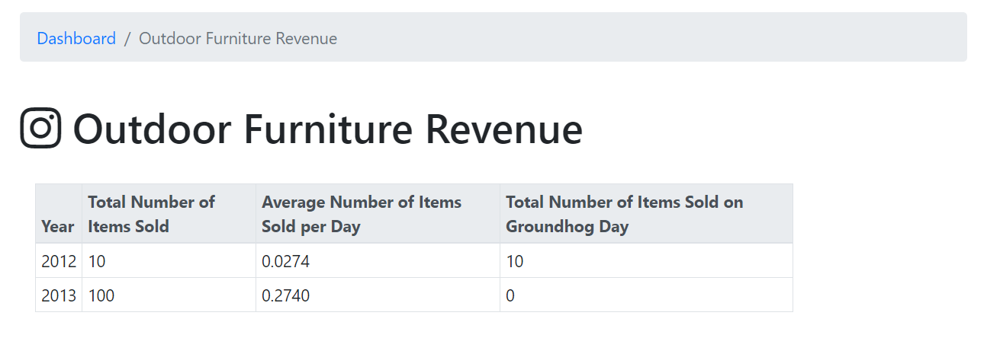 Dashboard / Outdoor Furniture Revenue
Outdoor Furniture Revenue
Year
Total Number of
Items Sold
Average Number of Items
Sold per Day
Total Number of Items Sold on
Groundhog Day
2012 10 0.0274 10
2013 100 0.2740 0